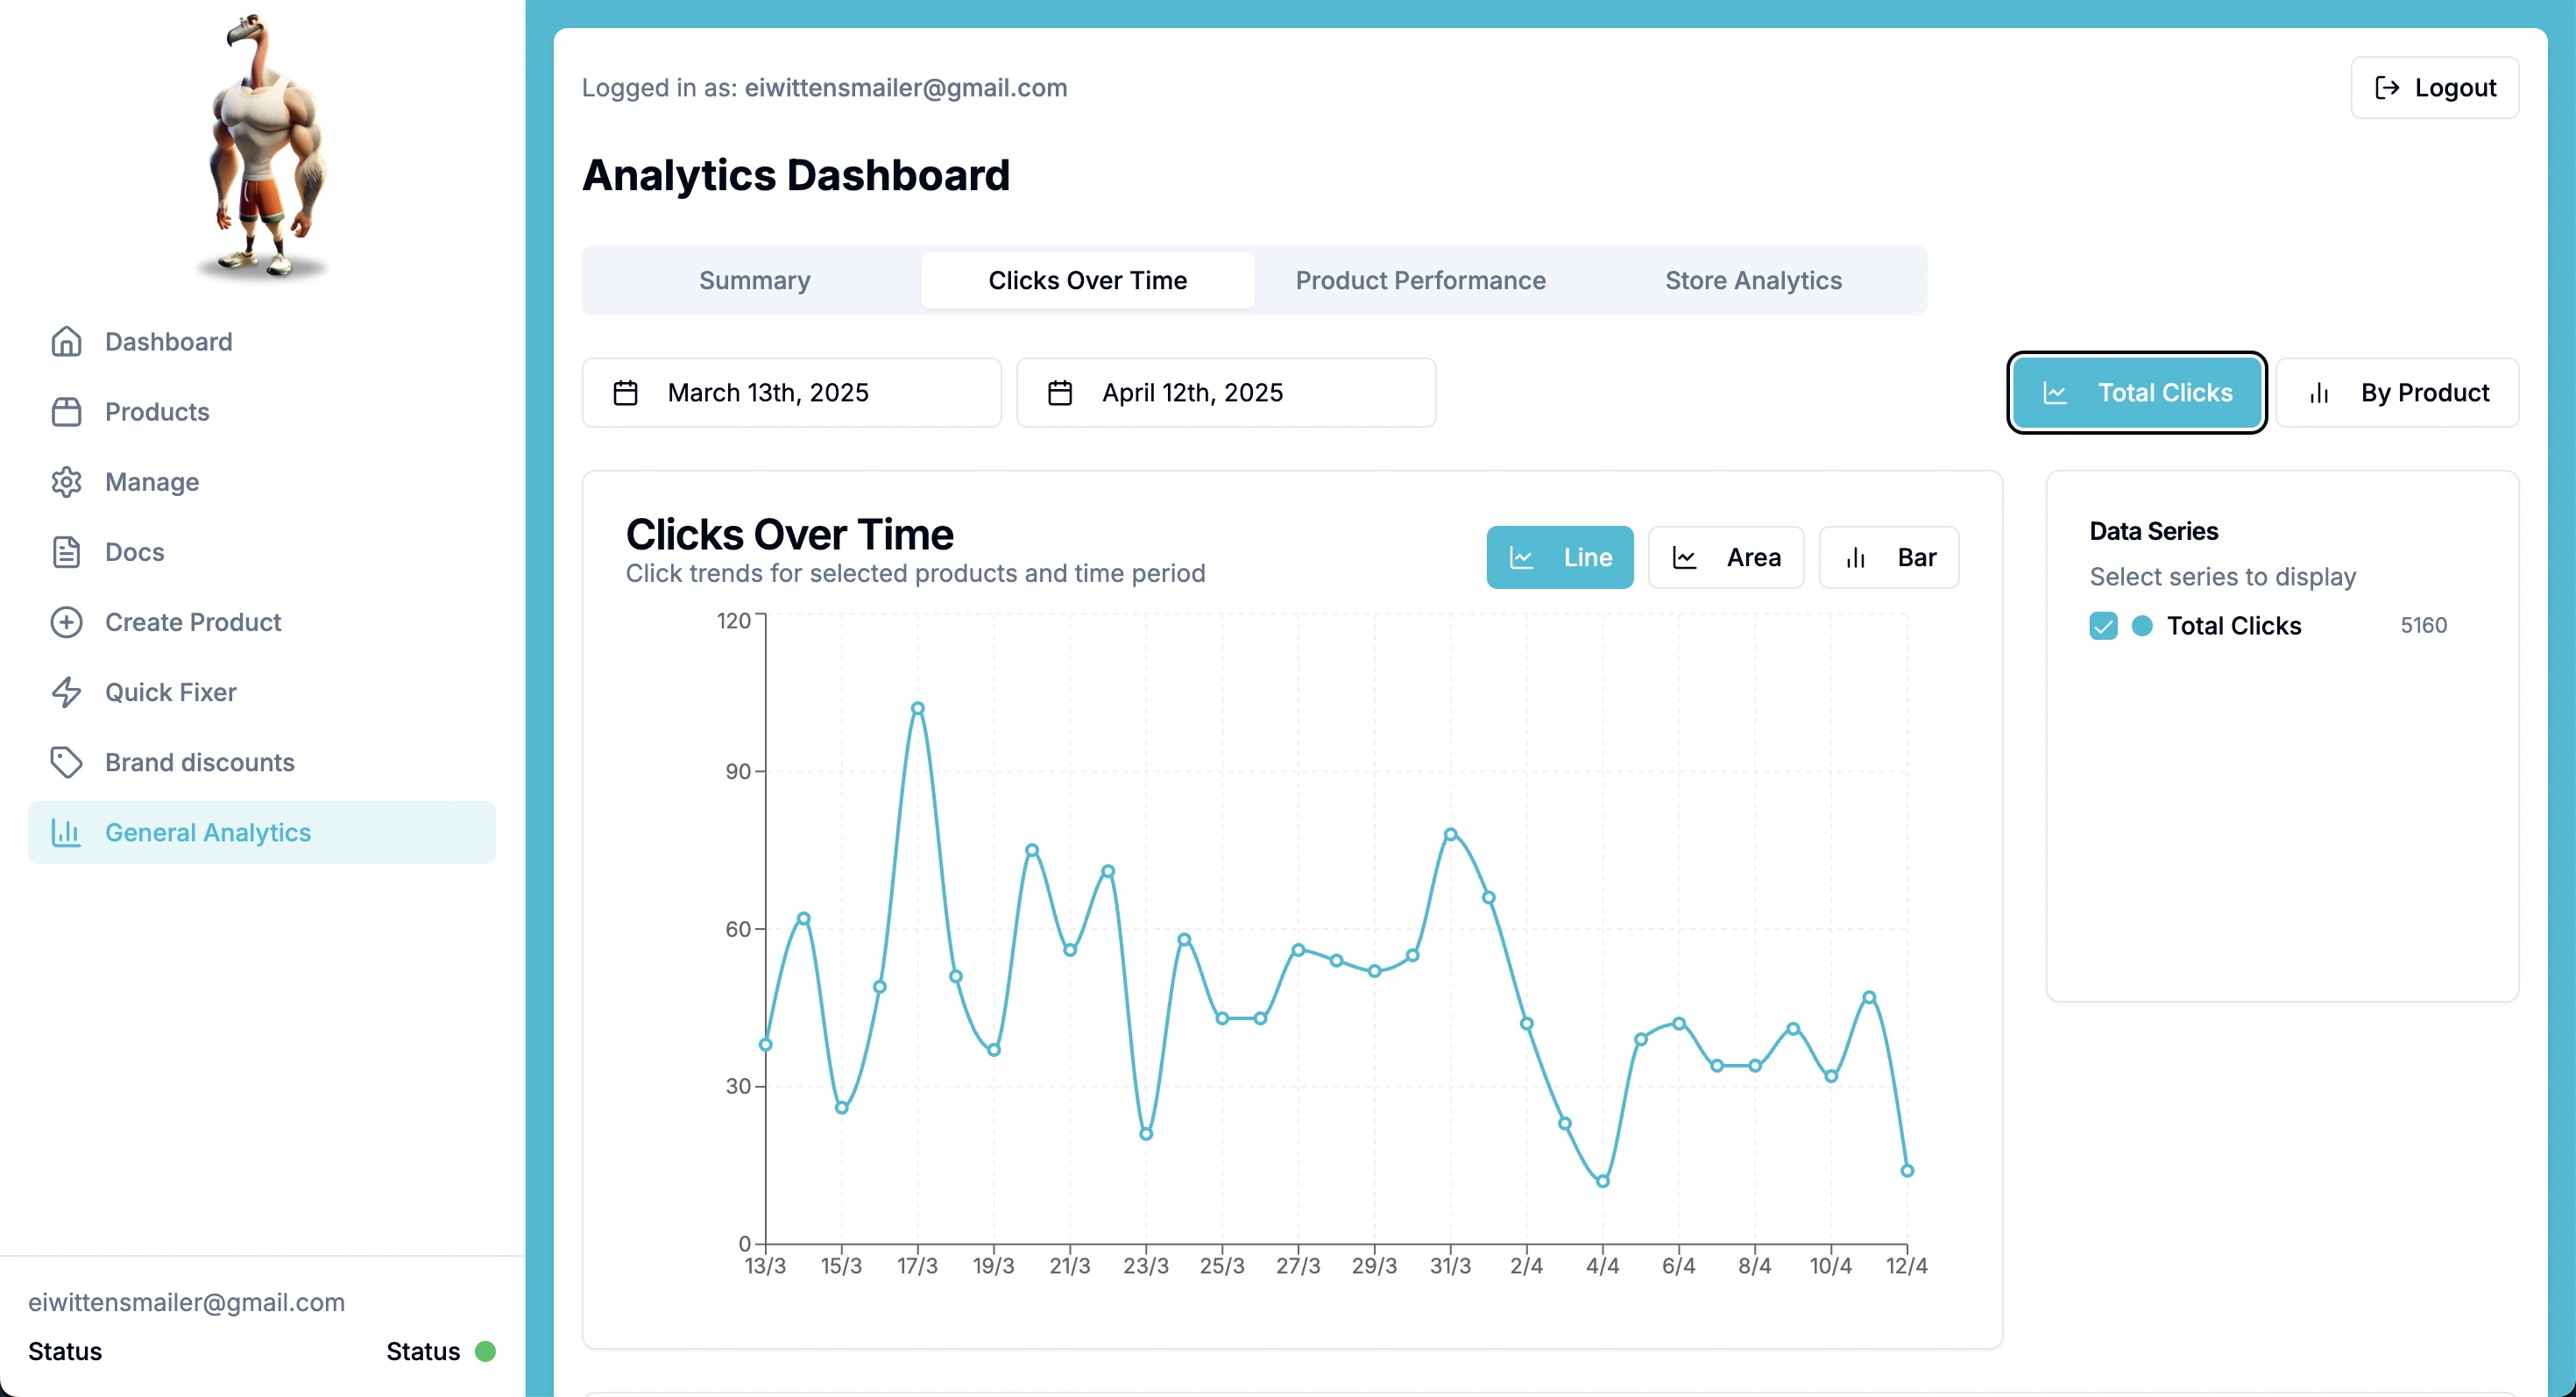 Logged in as: eiwittensmailer@gmail.com
Logout
Analytics Dashboard
Summary
Clicks Over Time
Product Performance
Store Analytics
Dashboard
Products
Manage
Docs
Create Product
Quick Fixer
Brand discounts
General Analytics
March 13th, 2025
April 12th, 2025
Total Clicks
By Product
Clicks Over Time
Click trends for selected products and time period
Line
Area
Bar
120
90
60
30
0
13/3 15/3 17/3 19/3 21/3 23/3 25/3 27/3 29/3 31/3 2/4 4/4 6/4 8/4 10/4 12/4
Data Series
Select series to display
Total Clicks 5160
eiwittensmailer@gmail.com
Status Status